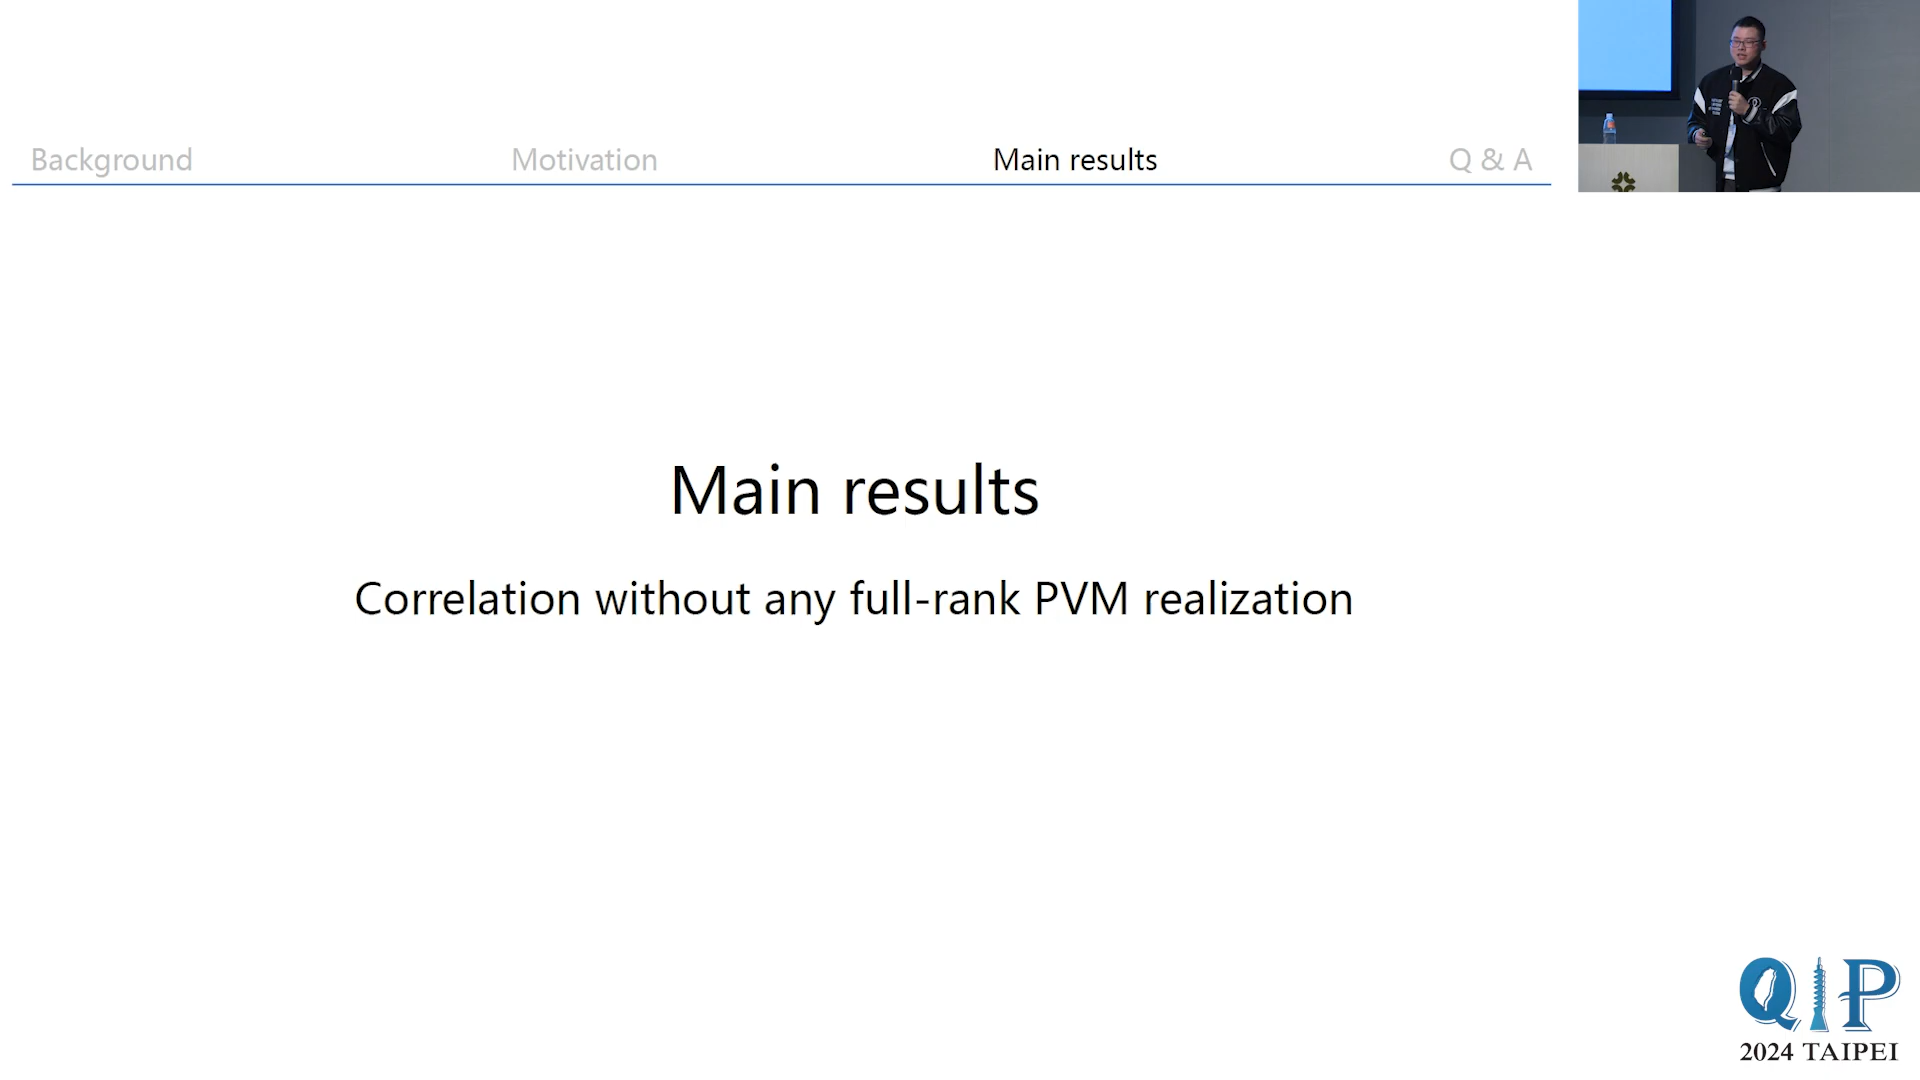 Background
Motivation
Main results
Q & A
Main results
Correlation without any full-rank PVM realization
QIP
2024 TAIPEI